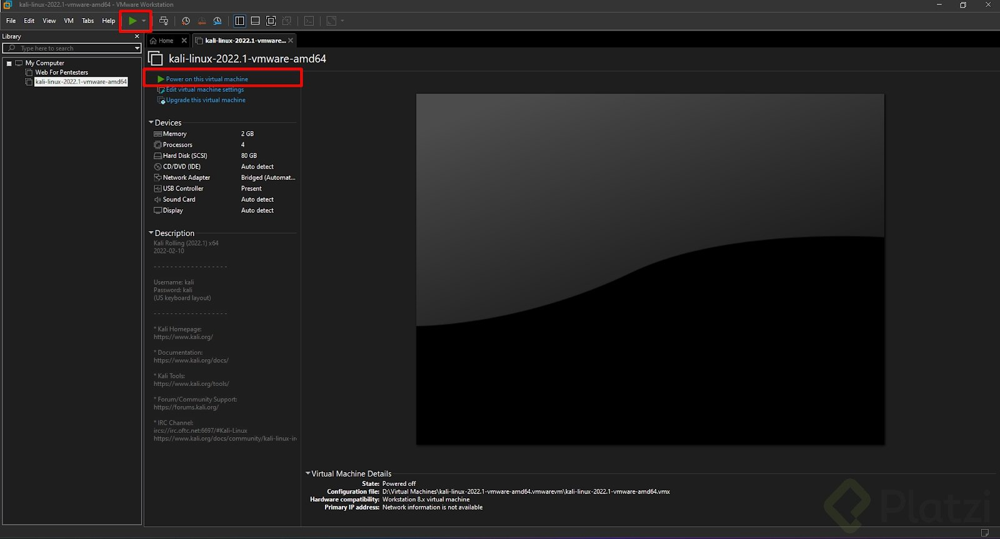 kali-linux-2022.1-vmware-amd64 - VMware Workstation
File Edit View VM Tabs Help
Library
Type here to search
My Computer
Web For Pentesters
kali-linux-2022.1-vmware-amd64
Home
kali-linux-2022.1-vmware...
kali-linux-2022.1-vmware-amd64
Power on this virtual machine
Edit virtual machine settings
Upgrade this virtual machine
Devices
Memory 2 GB
Processors 4
Hard Disk (SCSI) 80 GB
CD/DVD (IDE) Auto detect
Network Adapter Bridged (Automat...
USB Controller Present
Sound Card Auto detect
Display Auto detect
Description
Kali Rolling (2022.1) x64
2022-02-10
- - - - - - - - - - - - - - - - - -
Username: kali
Password: kali
(US keyboard layout)
- - - - - - - - - - - - - - - - - -
* Kali Homepage:
https://www.kali.org/
* Documentation:
https://www.kali.org/docs/
* Kali Tools:
https://www.kali.org/tools/
* Forum/Community Support:
https://forums.kali.org/
* IRC Channel:
ircs://irc.oftc.net:6697/#Kali-Linux
https://www.kali.org/docs/community/kali-linux-ir
Virtual Machine Details
State: Powered off
Configuration file: D:\Virtual Machines\kali-linux-2022.1-vmware-amd64.vmwarevm\kali-linux-2022.1-vmware-amd64.vmx
Hardware compatibility: Workstation 8.x virtual machine
Primary IP address: Network information is not available
Platzi